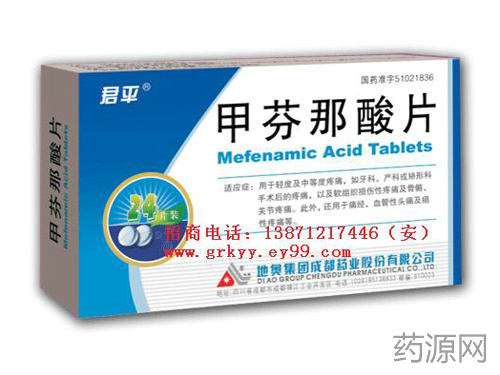 君平®
国药准字51021836
甲芬那酸片
Mefenamic Acid Tablets
适应症：用于轻度及中等度疼痛，如牙科、产科或矫形科
手术后的疼痛，以及软组织损伤性疼痛及骨骼、
关节疼痛。此外，还用于痛经、血管性头痛及癌
性疼痛等。
24片装
招商电话：13871217446（安）
www.grkyy.ey99.com
地奥集团成都药业股份有限公司
DI AO GROUP CHENGDU PHARMACEUTICAL CO.,LTD
甲芬那酸片
Mefenamic Acid Tablets
药源网